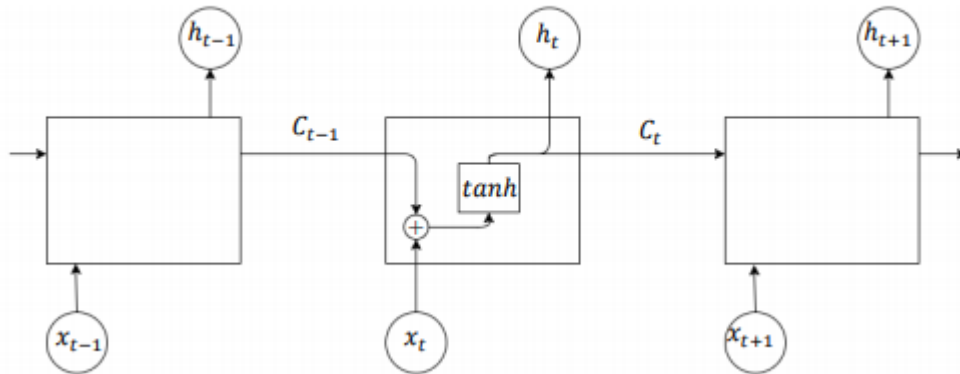 h_{t-1} h_t h_{t+1}
C_{t-1} C_t
tanh
+
x_{t-1} x_t x_{t+1}